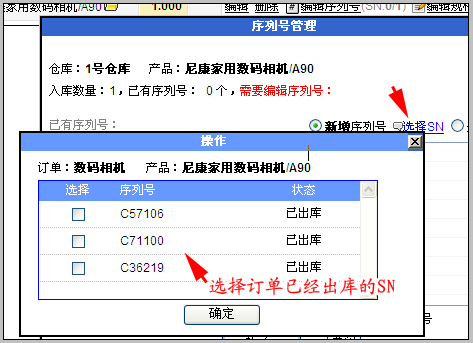 家用数码相机/A90 1.000 编辑 删除 # 编辑序列号(SN:0/1) 编辑规格
序列号管理
仓库：1号仓库 产品：尼康家用数码相机/A90
入库数量：1，已有序列号： 0个，需要编辑序列号：
已有序列号： 新增序列号 选择SN
操作
订单：数码相机 产品：尼康家用数码相机/A90
选择 序列号 状态
C57106 已出库
C71100 已出库
C36219 已出库
选择订单已经出库的SN
确定